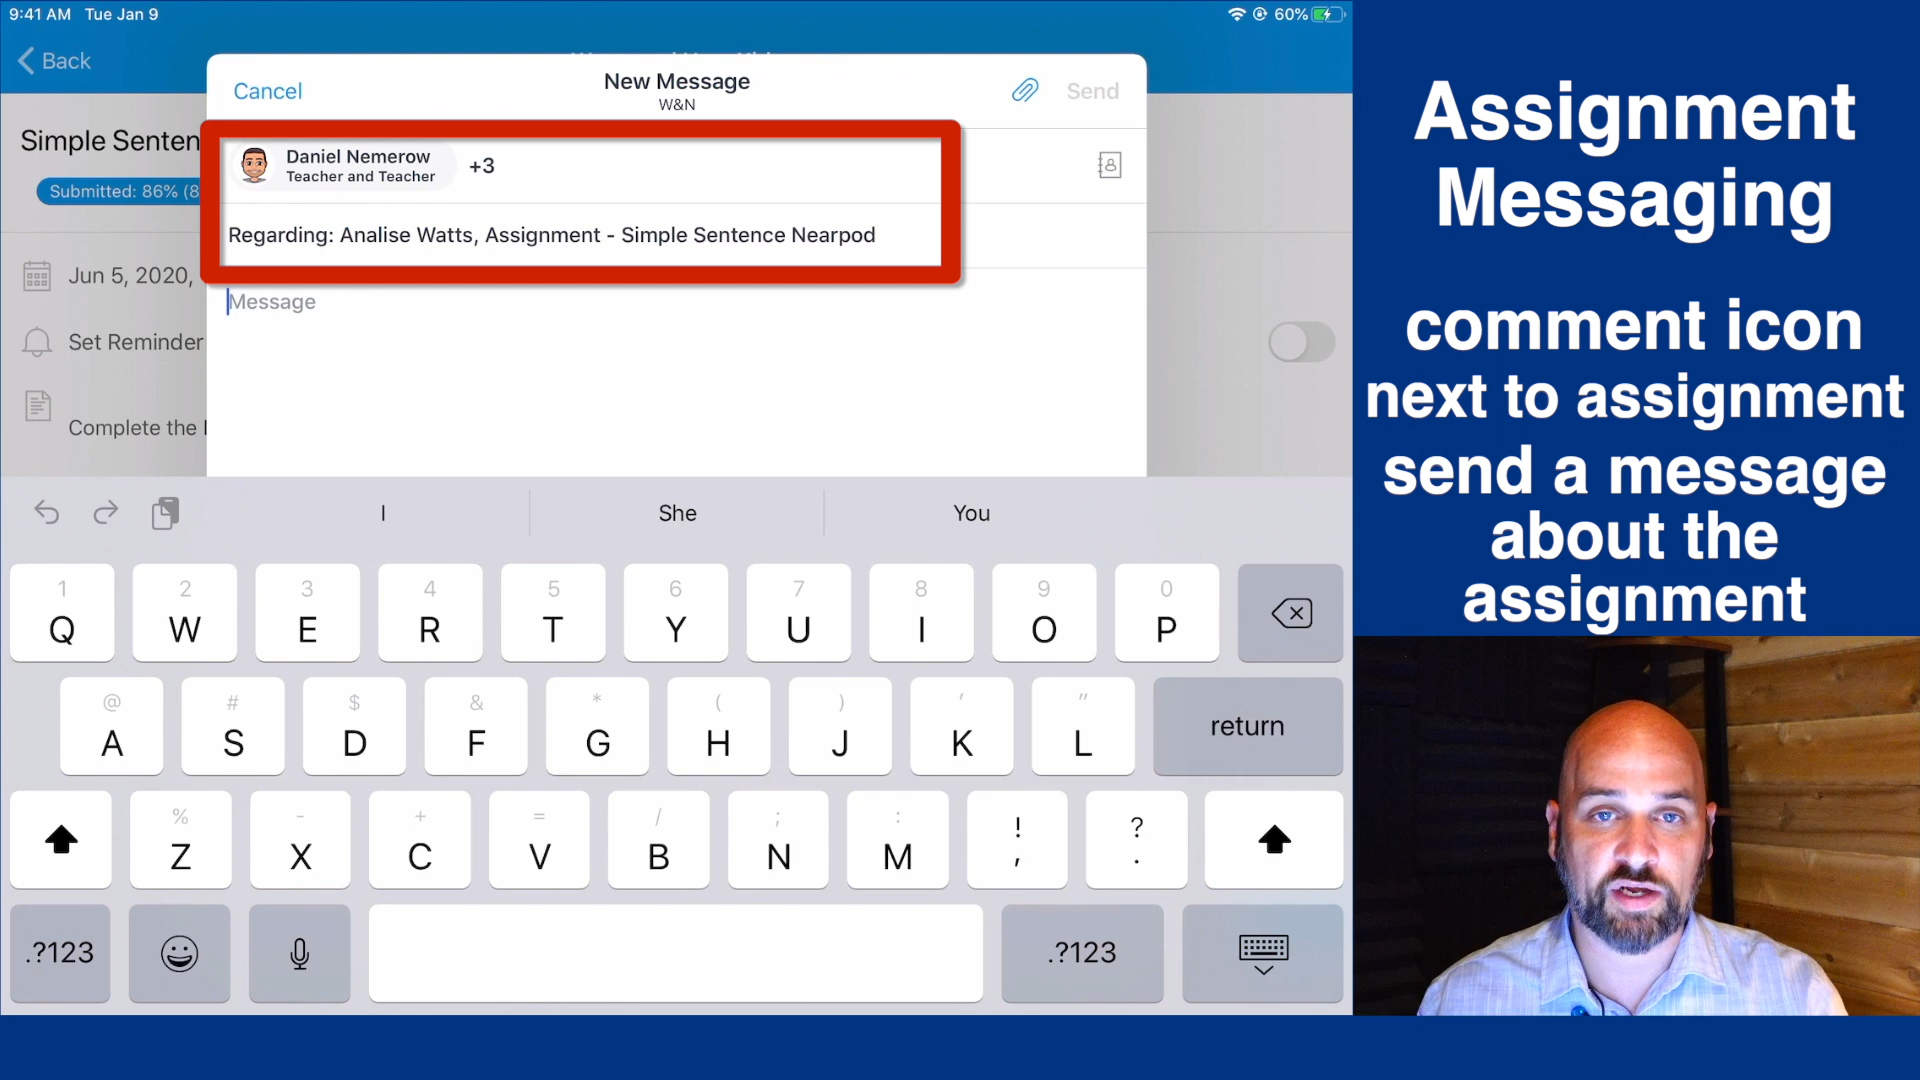 9:41 AM Tue Jan 9
60%
Back
Cancel
New Message
Send
W&N
Simple Senten
Daniel Nemerow
Teacher and Teacher
+3
Submitted: 86% (8
Regarding: Analise Watts, Assignment - Simple Sentence Nearpod
Jun 5, 2020,
Message
Set Reminder
Complete the
I She You
1 2 3 4 5 6 7 8 9 0
Q W E R T Y U I O P
@ # $ & * ( ) ' "
A S D F G H J K L return
% - + = / ; : ! ?
Z X C V B N M , .
.?123 .?123
Assignment
Messaging
comment icon
next to assignment
send a message
about the
assignment